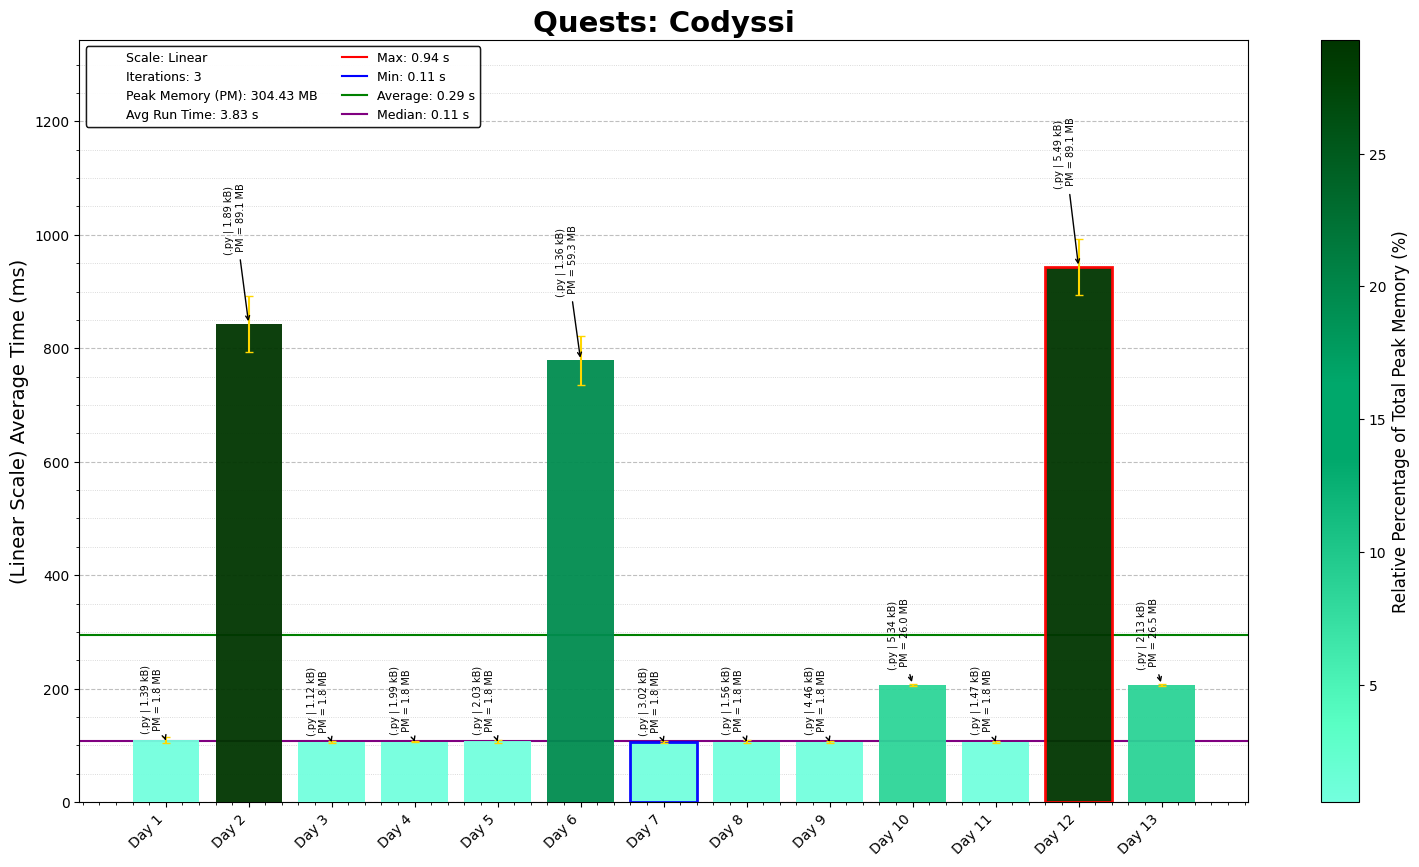 Quests: Codyssi
Scale: Linear
Iterations: 3
Peak Memory (PM): 304.43 MB
Avg Run Time: 3.83 s
Max: 0.94 s
Min: 0.11 s
Average: 0.29 s
Median: 0.11 s
(Linear Scale) Average Time (ms)
1200
1000
800
600
400
200
0
(.py | 1.39 kB)
PM = 1.8 MB
(.py | 1.89 kB)
PM = 89.1 MB
(.py | 1.12 kB)
PM = 1.8 MB
(.py | 1.99 kB)
PM = 1.8 MB
(.py | 2.03 kB)
PM = 1.8 MB
(.py | 1.36 kB)
PM = 59.3 MB
(.py | 3.02 kB)
PM = 1.8 MB
(.py | 1.56 kB)
PM = 1.8 MB
(.py | 4.46 kB)
PM = 1.8 MB
(.py | 5.34 kB)
PM = 26.0 MB
(.py | 1.47 kB)
PM = 1.8 MB
(.py | 5.49 kB)
PM = 89.1 MB
(.py | 2.13 kB)
PM = 26.5 MB
Day 1
Day 2
Day 3
Day 4
Day 5
Day 6
Day 7
Day 8
Day 9
Day 10
Day 11
Day 12
Day 13
25
20
15
10
5
Relative Percentage of Total Peak Memory (%)